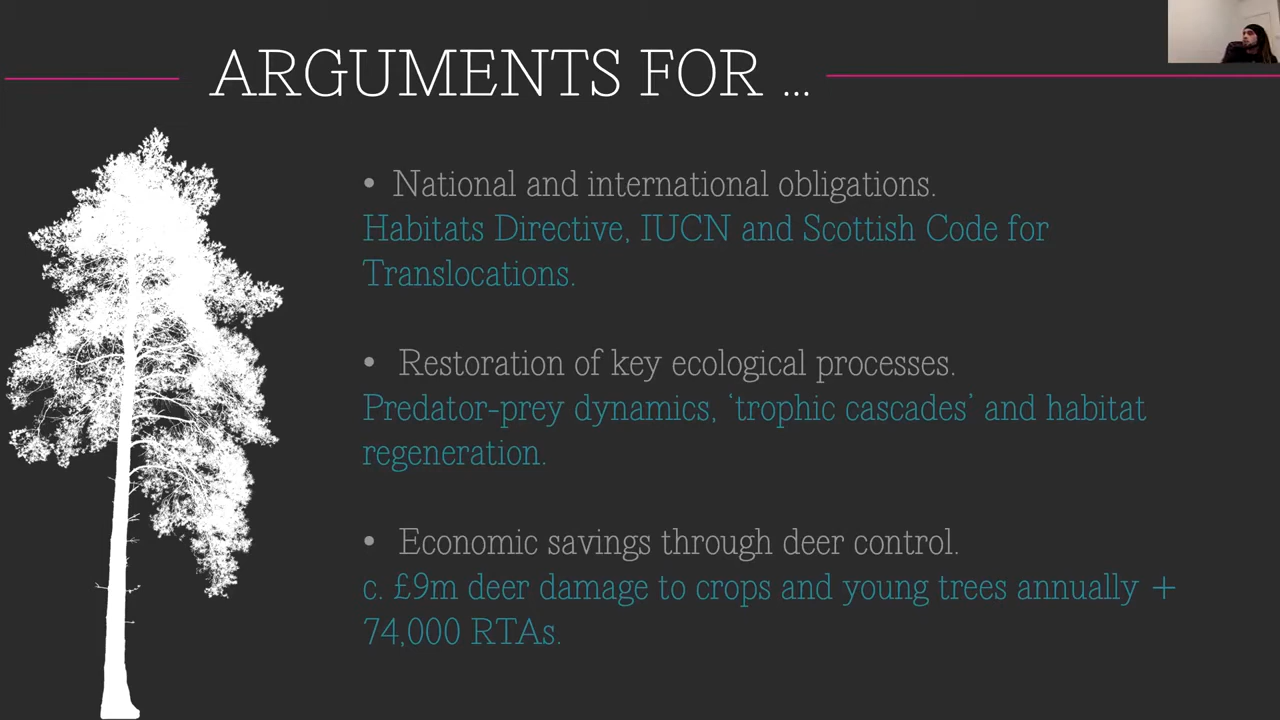 ARGUMENTS FOR ...
• National and international obligations.
Habitats Directive, IUCN and Scottish Code for
Translocations.
• Restoration of key ecological processes.
Predator-prey dynamics, ‘trophic cascades’ and habitat
regeneration.
• Economic savings through deer control.
c. £9m deer damage to crops and young trees annually +
74,000 RTAs.